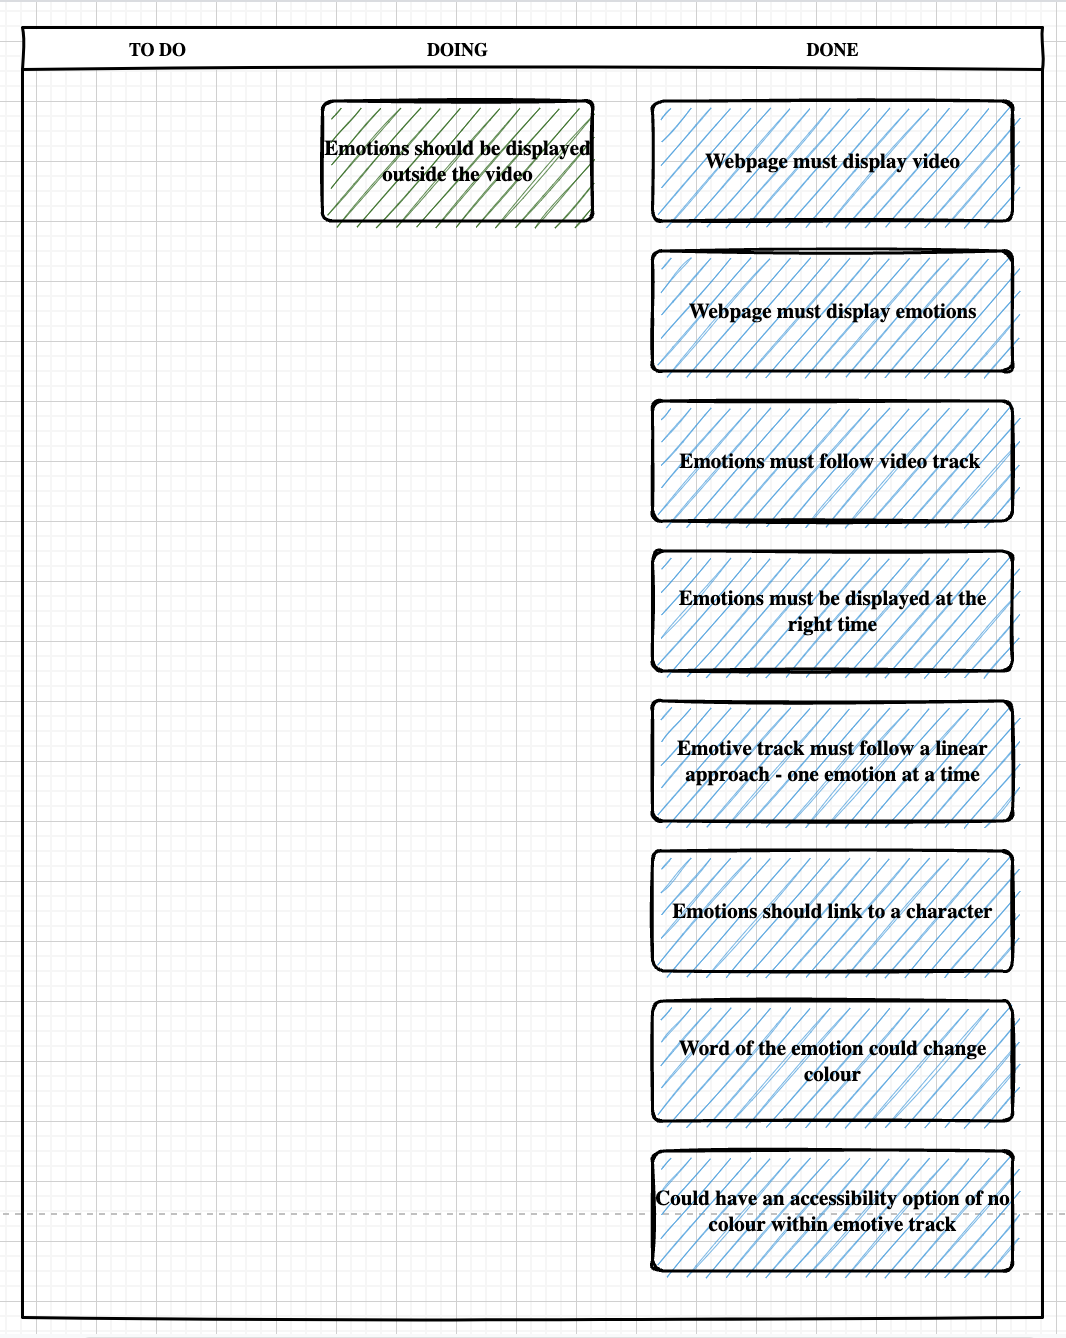 TO DO
DOING
DONE
Emotions should be displayed
outside the video
Webpage must display video
Webpage must display emotions
Emotions must follow video track
Emotions must be displayed at the
right time
Emotive track must follow a linear
approach - one emotion at a time
Emotions should link to a character
Word of the emotion could change
colour
Could have an accessibility option of no
colour within emotive track